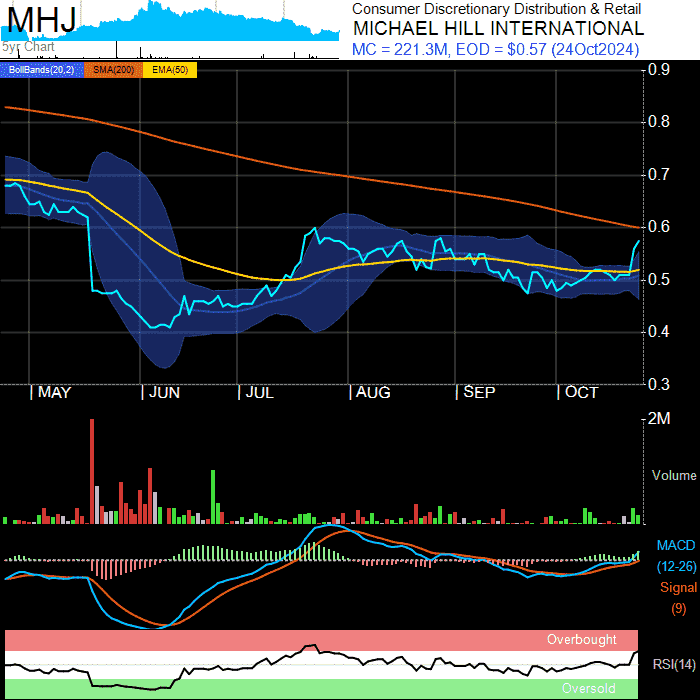 MHJ
5yr Chart
Consumer Discretionary Distribution & Retail
MICHAEL HILL INTERNATIONAL
MC = 221.3M, EOD = $0.57 (24Oct2024)
BollBands(20,2) SMA(200) EMA(50)
0.9
0.8
0.7
0.6
0.5
0.4
0.3
| MAY | JUN | JUL | AUG | SEP | OCT
2M
Volume
MACD
(12-26)
Signal
(9)
Overbought
RSI(14)
Oversold